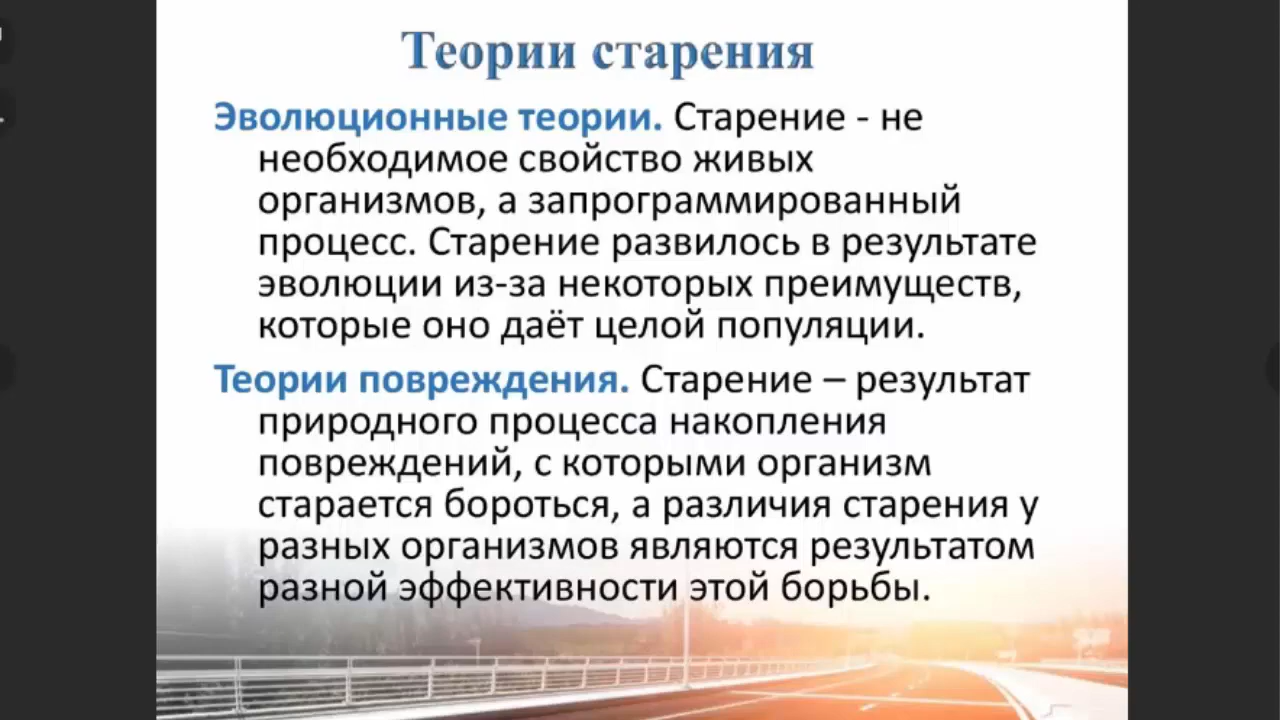 Теории старения
Эволюционные теории. Старение - не
необходимое свойство живых
организмов, а запрограммированный
процесс. Старение развилось в результате
эволюции из-за некоторых преимуществ,
которые оно даёт целой популяции.
Теории повреждения. Старение – результат
природного процесса накопления
повреждений, с которыми организм
старается бороться, а различия старения у
разных организмов являются результатом
разной эффективности этой борьбы.